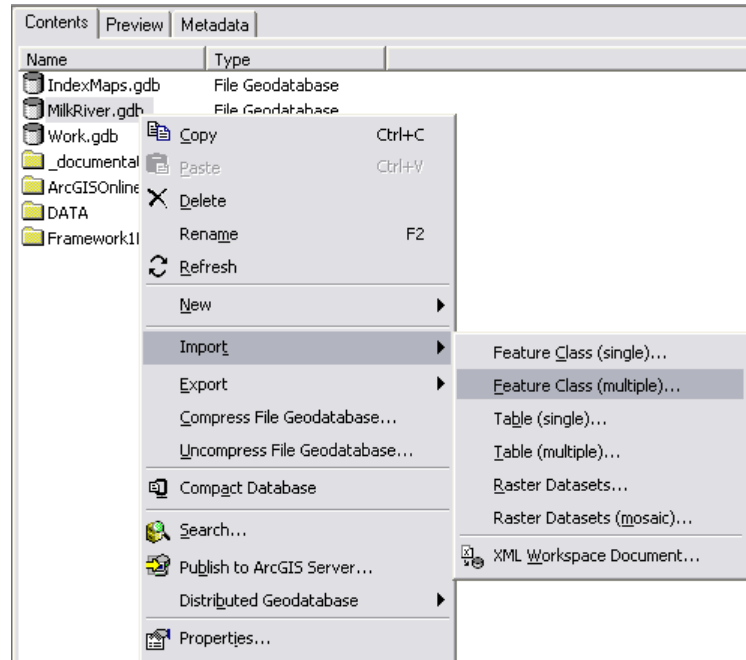 Contents Preview Metadata
Name Type
IndexMaps.gdb File Geodatabase
MilkRiver.gdb File Geodatabase
Work.gdb
_documentat
ArcGISOnline
DATA
Framework1
Copy Ctrl+C
Paste Ctrl+V
Delete
Rename F2
Refresh
New
Import
Export
Compress File Geodatabase...
Uncompress File Geodatabase...
Compact Database
Search...
Publish to ArcGIS Server...
Distributed Geodatabase
Properties...
Feature Class (single)...
Feature Class (multiple)...
Table (single)...
Table (multiple)...
Raster Datasets...
Raster Datasets (mosaic)...
XML Workspace Document...